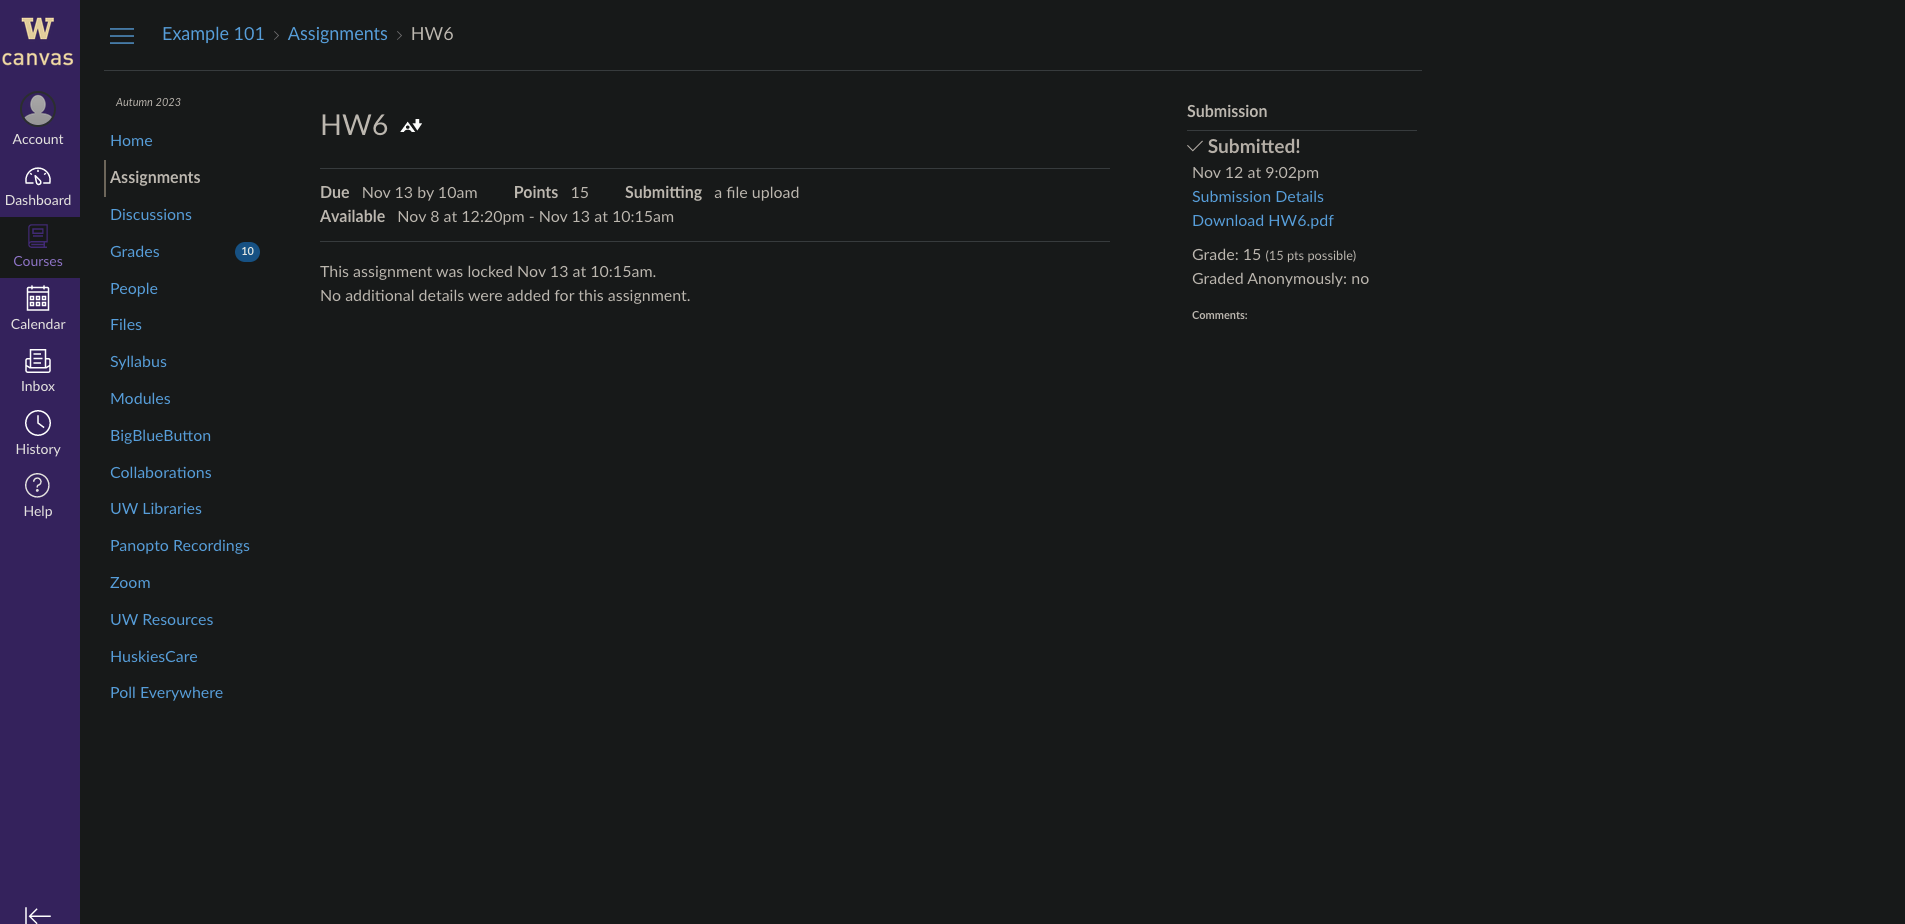 W
canvas
Account
Dashboard
Courses
Calendar
Inbox
History
Help
Example 101 › Assignments › HW6
Autumn 2023
Home
Assignments
Discussions
Grades 10
People
Files
Syllabus
Modules
BigBlueButton
Collaborations
UW Libraries
Panopto Recordings
Zoom
UW Resources
HuskiesCare
Poll Everywhere
HW6
Due Nov 13 by 10am Points 15 Submitting a file upload
Available Nov 8 at 12:20pm - Nov 13 at 10:15am
This assignment was locked Nov 13 at 10:15am.
No additional details were added for this assignment.
Submission
Submitted!
Nov 12 at 9:02pm
Submission Details
Download HW6.pdf
Grade: 15 (15 pts possible)
Graded Anonymously: no
Comments: